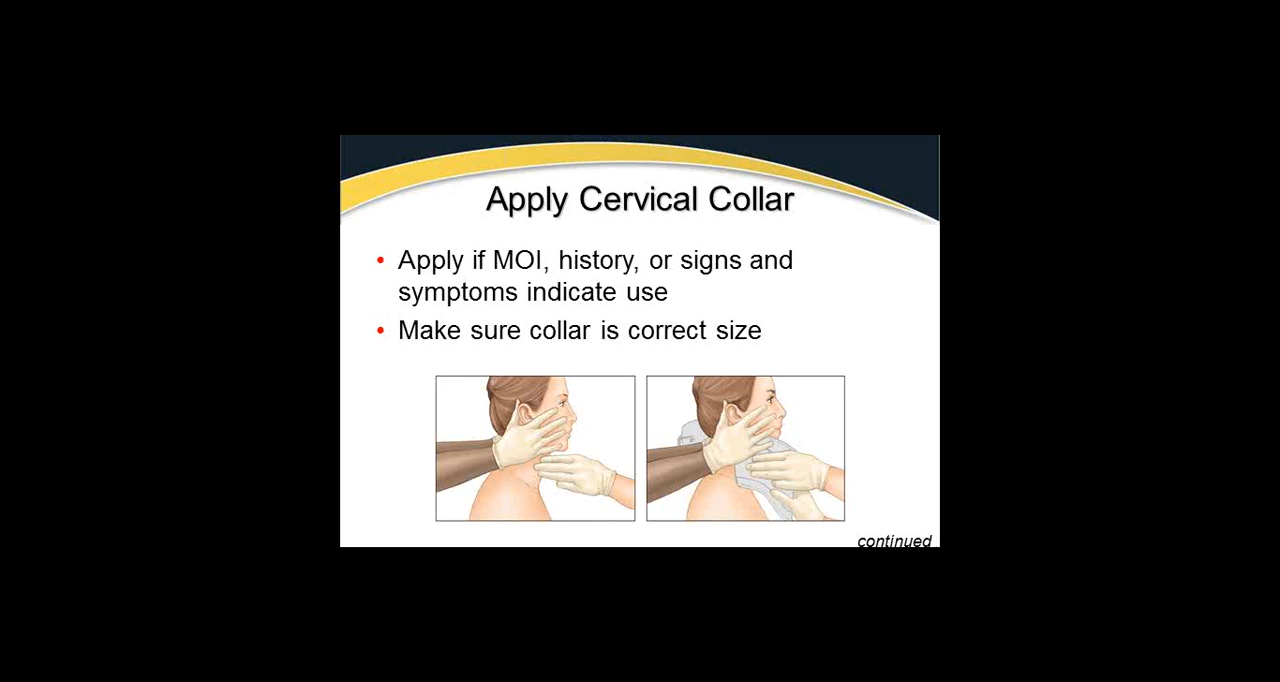 Apply Cervical Collar
• Apply if MOI, history, or signs and
symptoms indicate use
• Make sure collar is correct size
continued